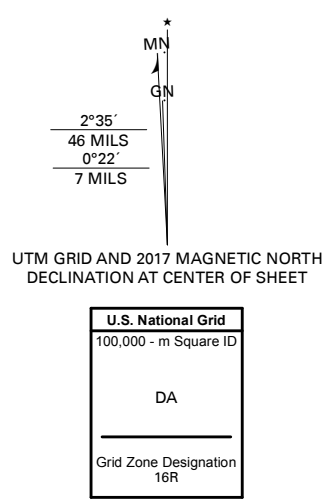 ★
MN
GN
2°35´
46 MILS
0°22´
7 MILS
UTM GRID AND 2017 MAGNETIC NORTH
DECLINATION AT CENTER OF SHEET
U.S. National Grid
100,000 - m Square ID
DA
Grid Zone Designation
16R